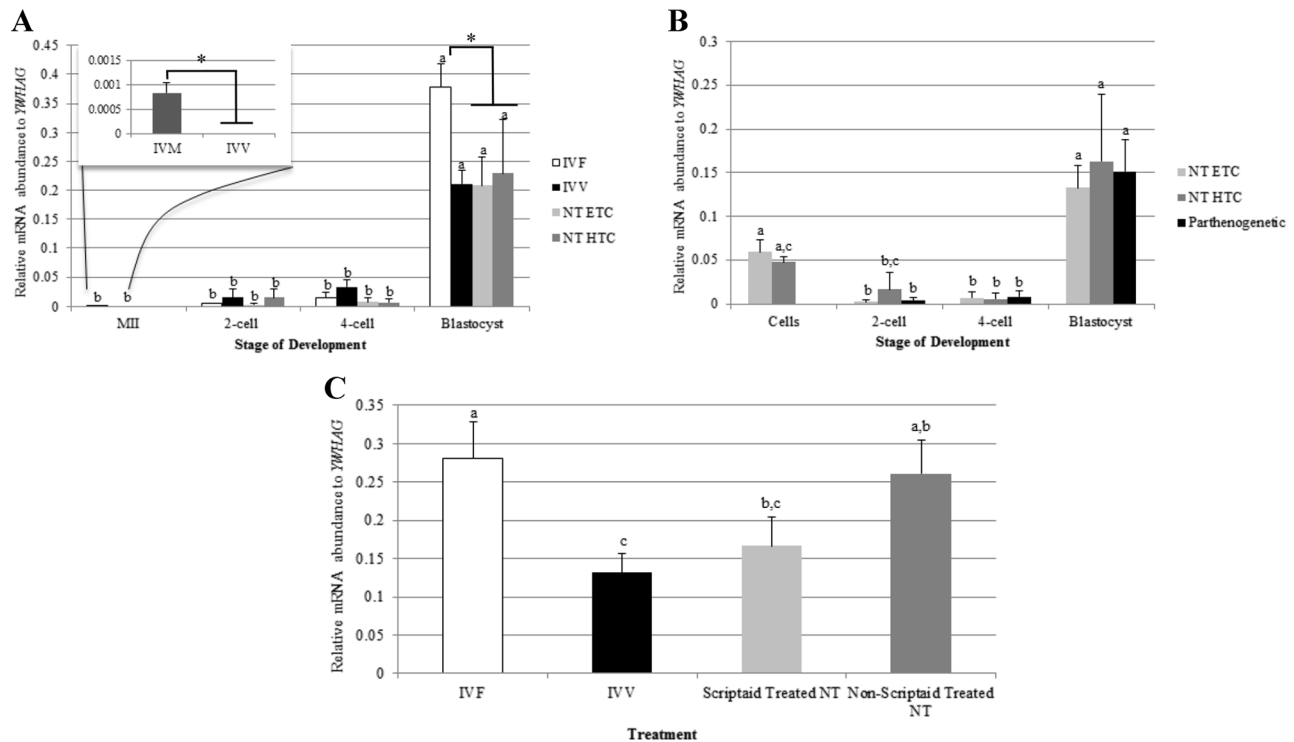 A
Relative mRNA abundance to YWHAG
0.45
0.4
0.35
0.3
0.25
0.2
0.15
0.1
0.05
0
0.0015
0.001
0.0005
0
*
IVM
IVV
b
b
b
b
b
b
b
b
b
b
a
*
a
a
a
MII
2-cell
4-cell
Blastocyst
Stage of Development
IVF
IVV
NT ETC
NT HTC
B
Relative mRNA abundance to YWHAG
0.3
0.25
0.2
0.15
0.1
0.05
0
a
a,c
b
b,c
b
b
b
b
a
a
a
Cells
2-cell
4-cell
Blastocyst
Stage of Development
NT ETC
NT HTC
Parthenogenetic
C
Relative mRNA abundance to YWHAG
0.35
0.3
0.25
0.2
0.15
0.1
0.05
0
a
c
b,c
a,b
IVF
IVV
Scriptaid Treated NT
Non-Scriptaid Treated
NT
Treatment